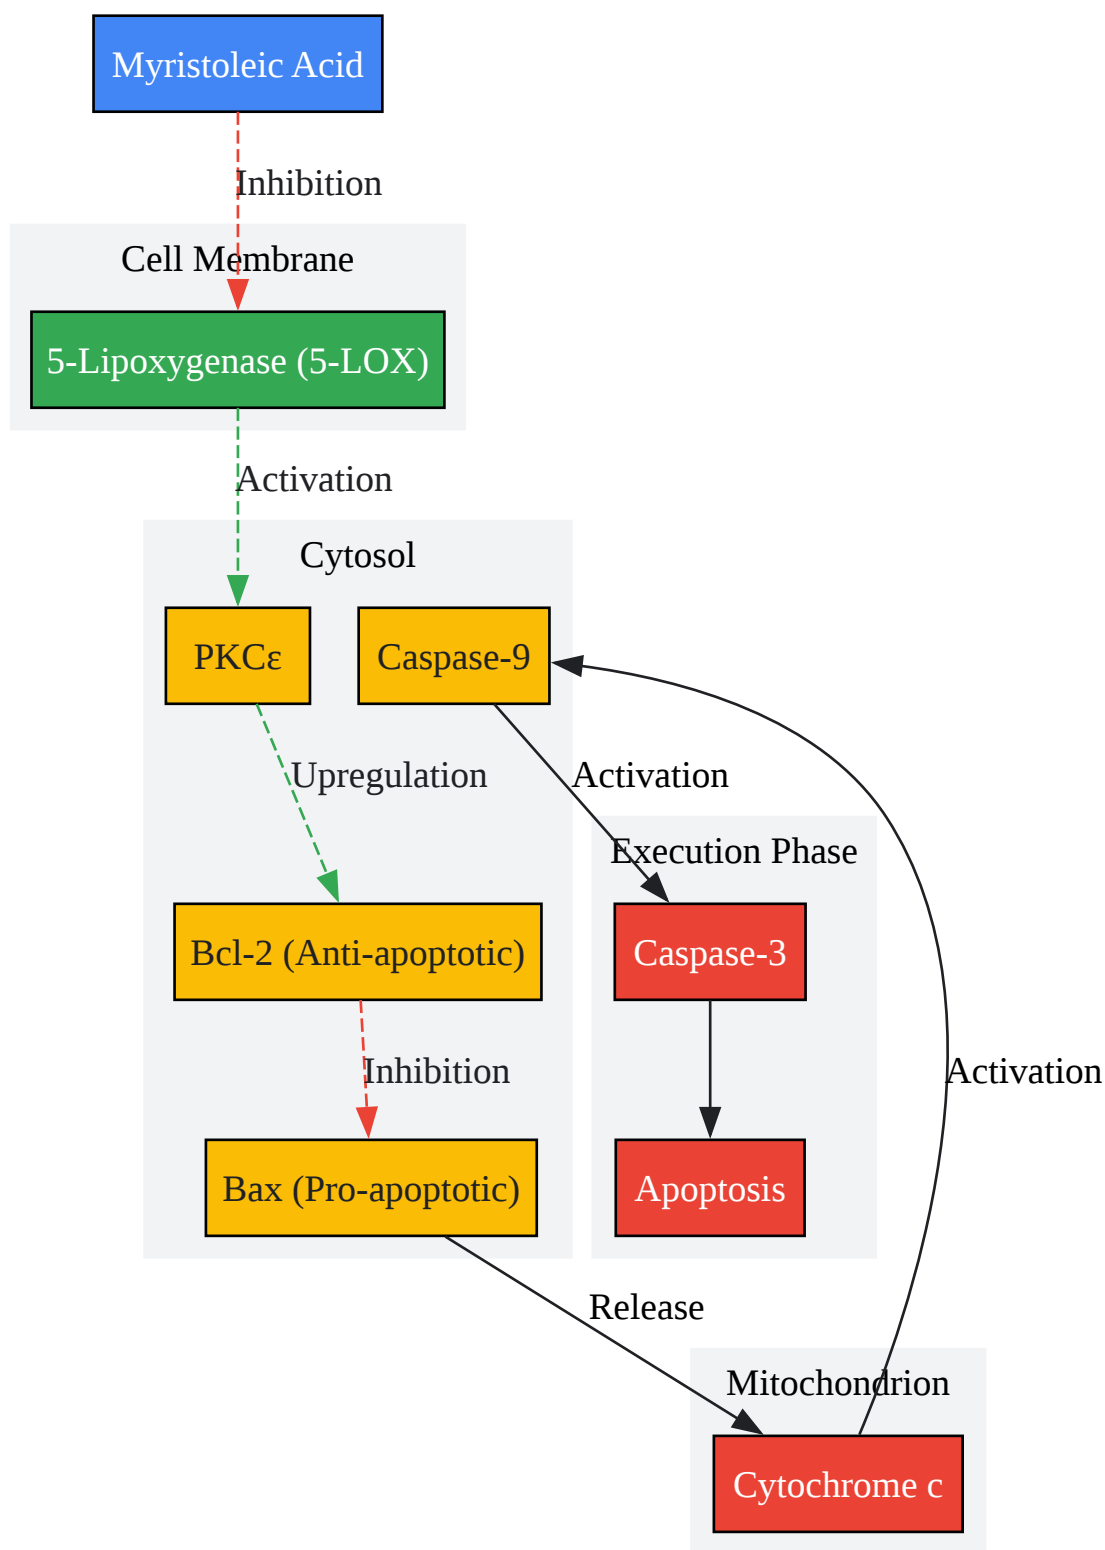 Myristoleic Acid
Inhibition
Cell Membrane
5-Lipoxygenase (5-LOX)
Activation
Cytosol
PKCε
Caspase-9
Upregulation
Activation
Execution Phase
Bcl-2 (Anti-apoptotic)
Caspase-3
Inhibition
Activation
Bax (Pro-apoptotic)
Apoptosis
Release
Mitochondrion
Cytochrome c